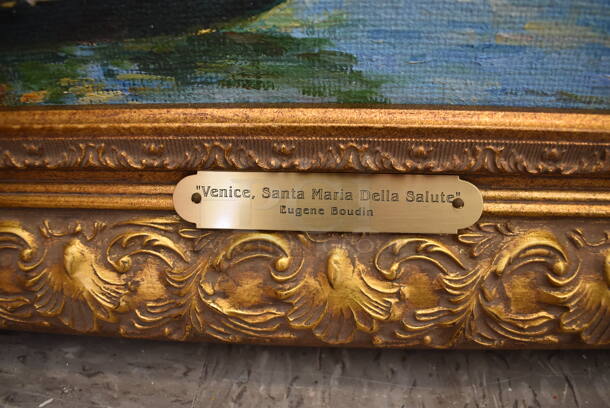 "Venice, Santa Maria Della Salute"
Eugene Boudin